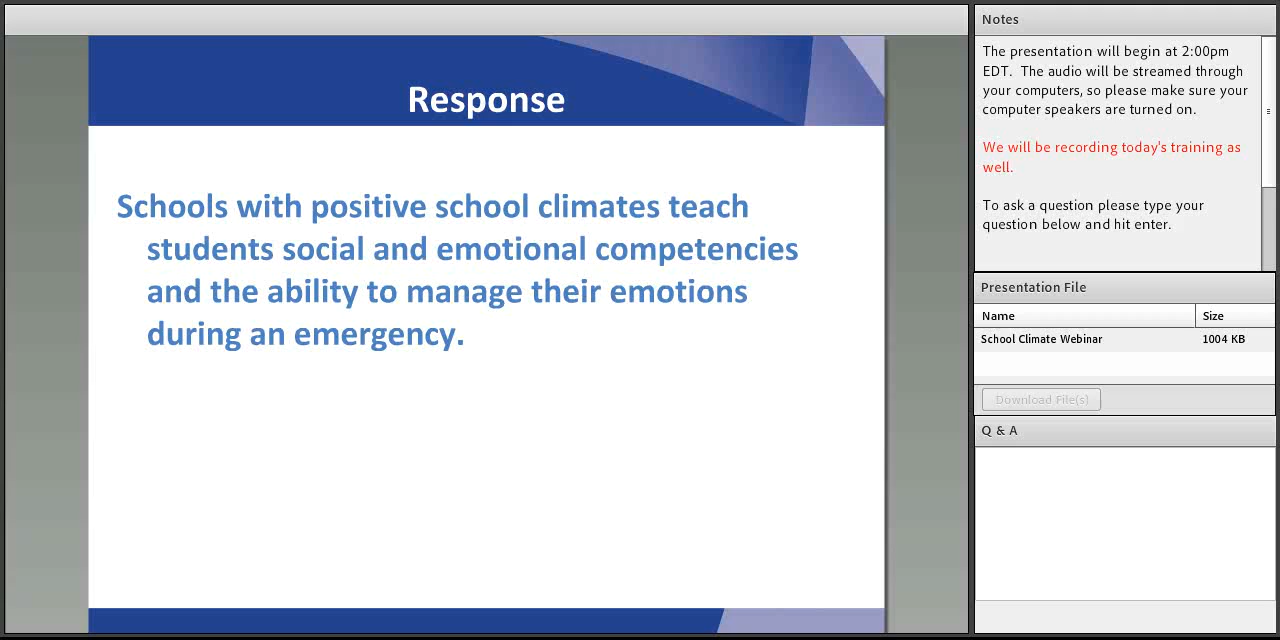 Response
Schools with positive school climates teach
students social and emotional competencies
and the ability to manage their emotions
during an emergency.
Notes
The presentation will begin at 2:00pm
EDT.  The audio will be streamed through
your computers, so please make sure your
computer speakers are turned on.
We will be recording today's training as
well.
To ask a question please type your
question below and hit enter.
Presentation File
Name Size
School Climate Webinar 1004 KB
Download File(s)
Q & A